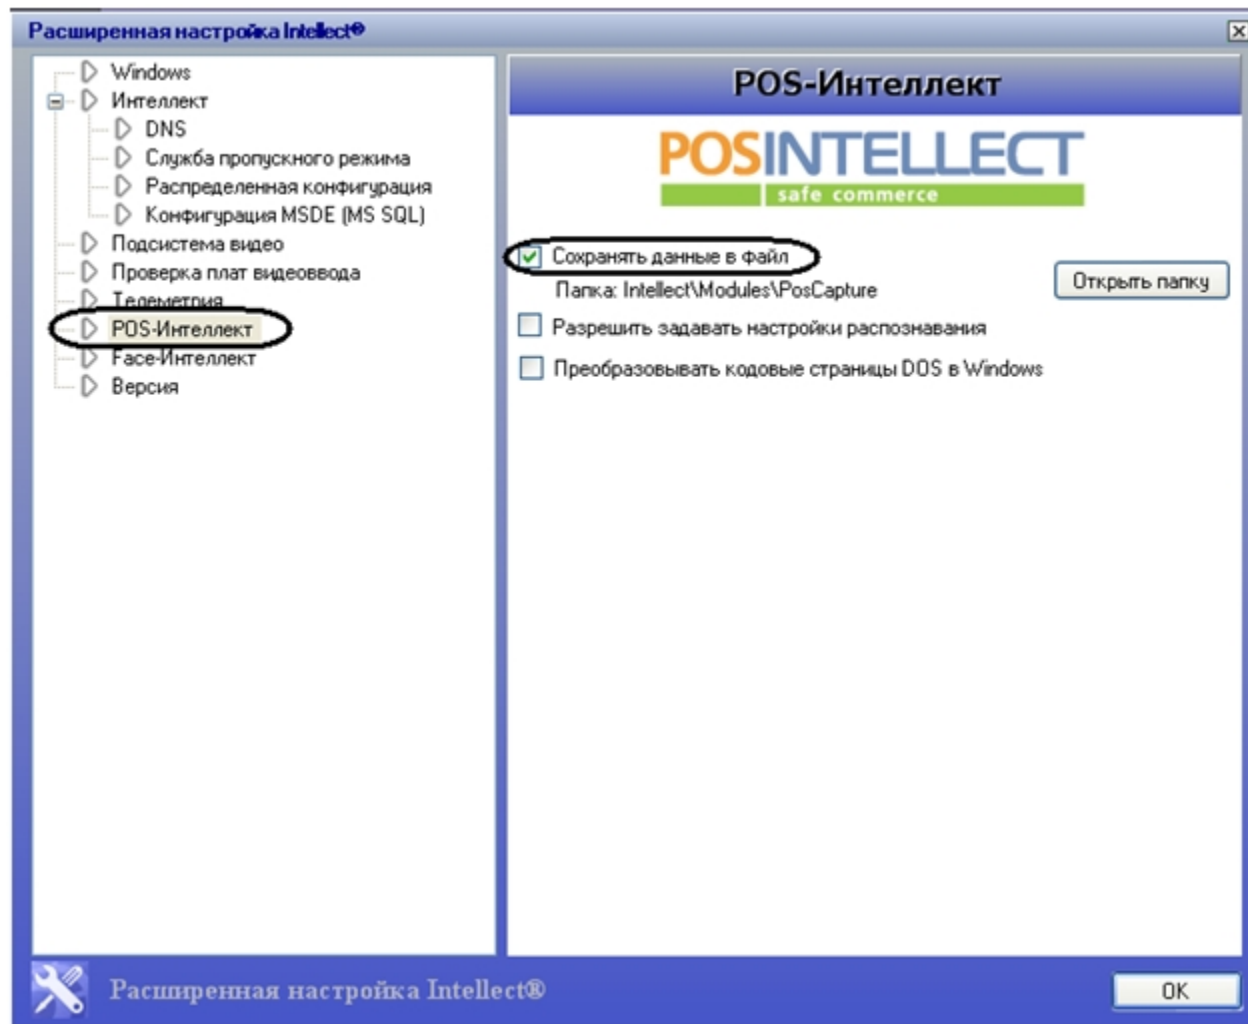 Расширенная настройка Intellect®
Windows
Интеллект
DNS
Служба пропускного режима
Распределенная конфигурация
Конфигурация MSDE (MS SQL)
Подсистема видео
Проверка плат видеоввода
Телеметрия
POS-Интеллект
Face-Интеллект
Версия
POS-Интеллект
POSINTELLECT
safe commerce
Сохранять данные в файл
Папка: Intellect\Modules\PosCapture
Открыть папку
Разрешить задавать настройки распознавания
Преобразовывать кодовые страницы DOS в Windows
Расширенная настройка Intellect®
OK